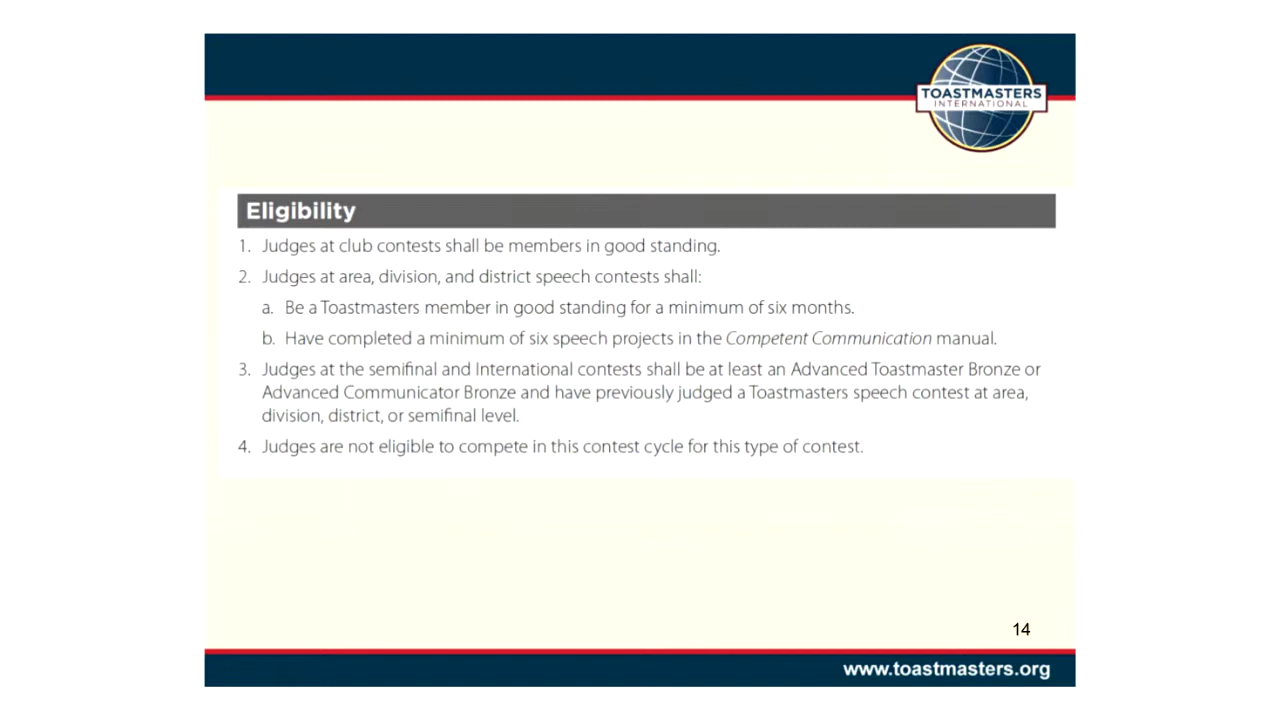 TOASTMASTERS
INTERNATIONAL
Eligibility
1. Judges at club contests shall be members in good standing.
2. Judges at area, division, and district speech contests shall:
a. Be a Toastmasters member in good standing for a minimum of six months.
b. Have completed a minimum of six speech projects in the Competent Communication manual.
3. Judges at the semifinal and International contests shall be at least an Advanced Toastmaster Bronze or
Advanced Communicator Bronze and have previously judged a Toastmasters speech contest at area,
division, district, or semifinal level.
4. Judges are not eligible to compete in this contest cycle for this type of contest.
14
www.toastmasters.org